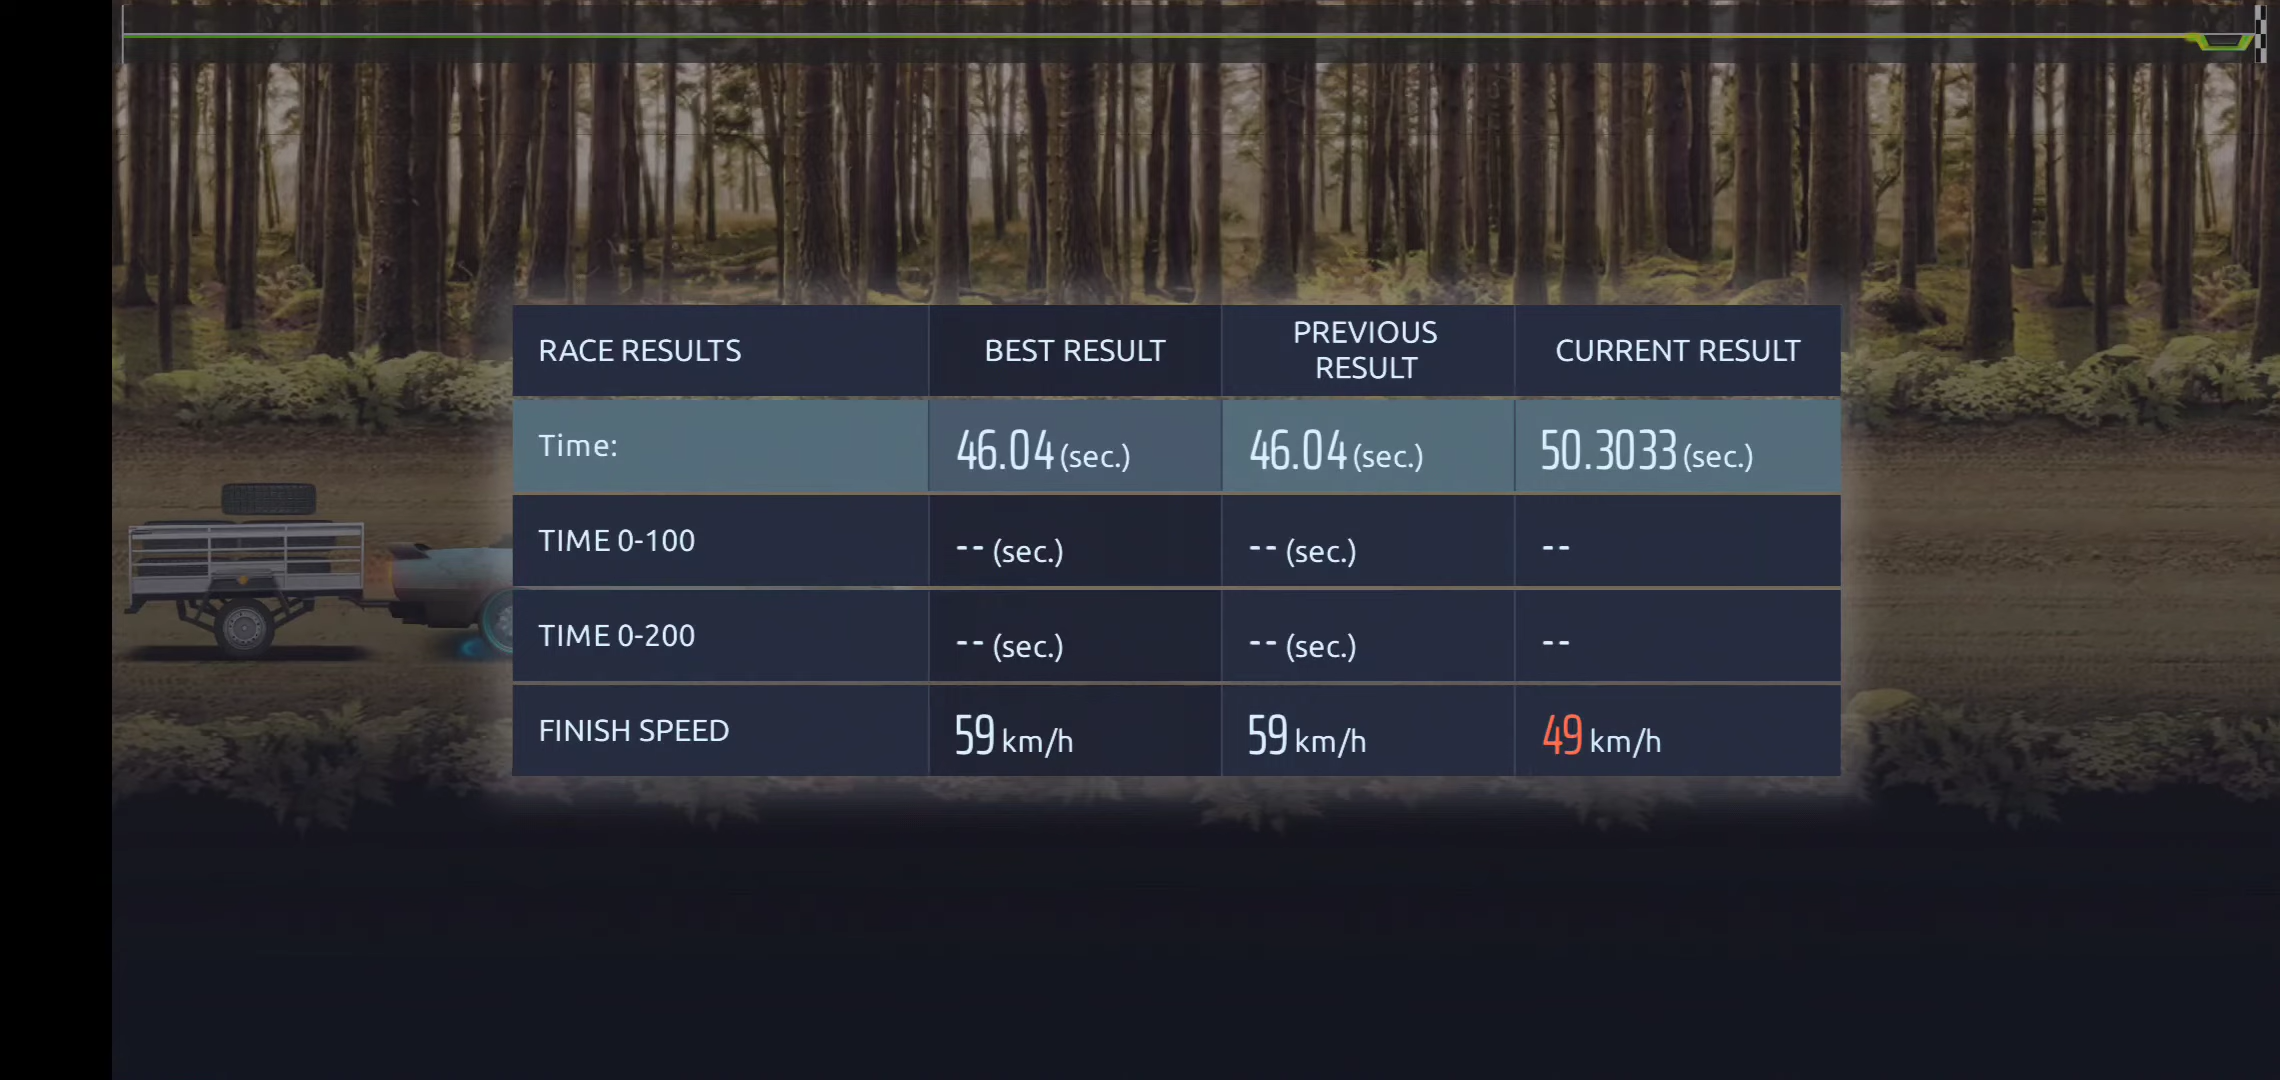 RACE RESULTS
BEST RESULT
PREVIOUS
RESULT
CURRENT RESULT
Time:
46.04 (sec.)
46.04 (sec.)
50.3033 (sec.)
TIME 0-100
-- (sec.)
-- (sec.)
--
TIME 0-200
-- (sec.)
-- (sec.)
--
FINISH SPEED
59 km/h
59 km/h
49 km/h